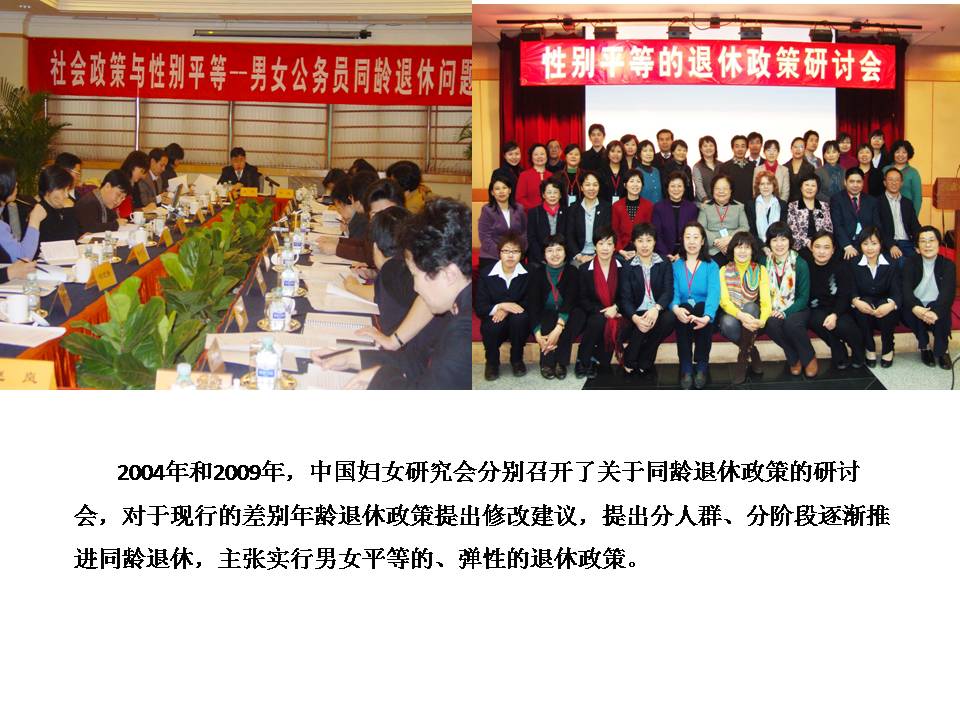 社会政策与性别平等--男女公务员同龄退休问题
性别平等的退休政策研讨会
2004年和2009年，中国妇女研究会分别召开了关于同龄退休政策的研讨
会，对于现行的差别年龄退休政策提出修改建议，提出分人群、分阶段逐渐推
进同龄退休，主张实行男女平等的、弹性的退休政策。